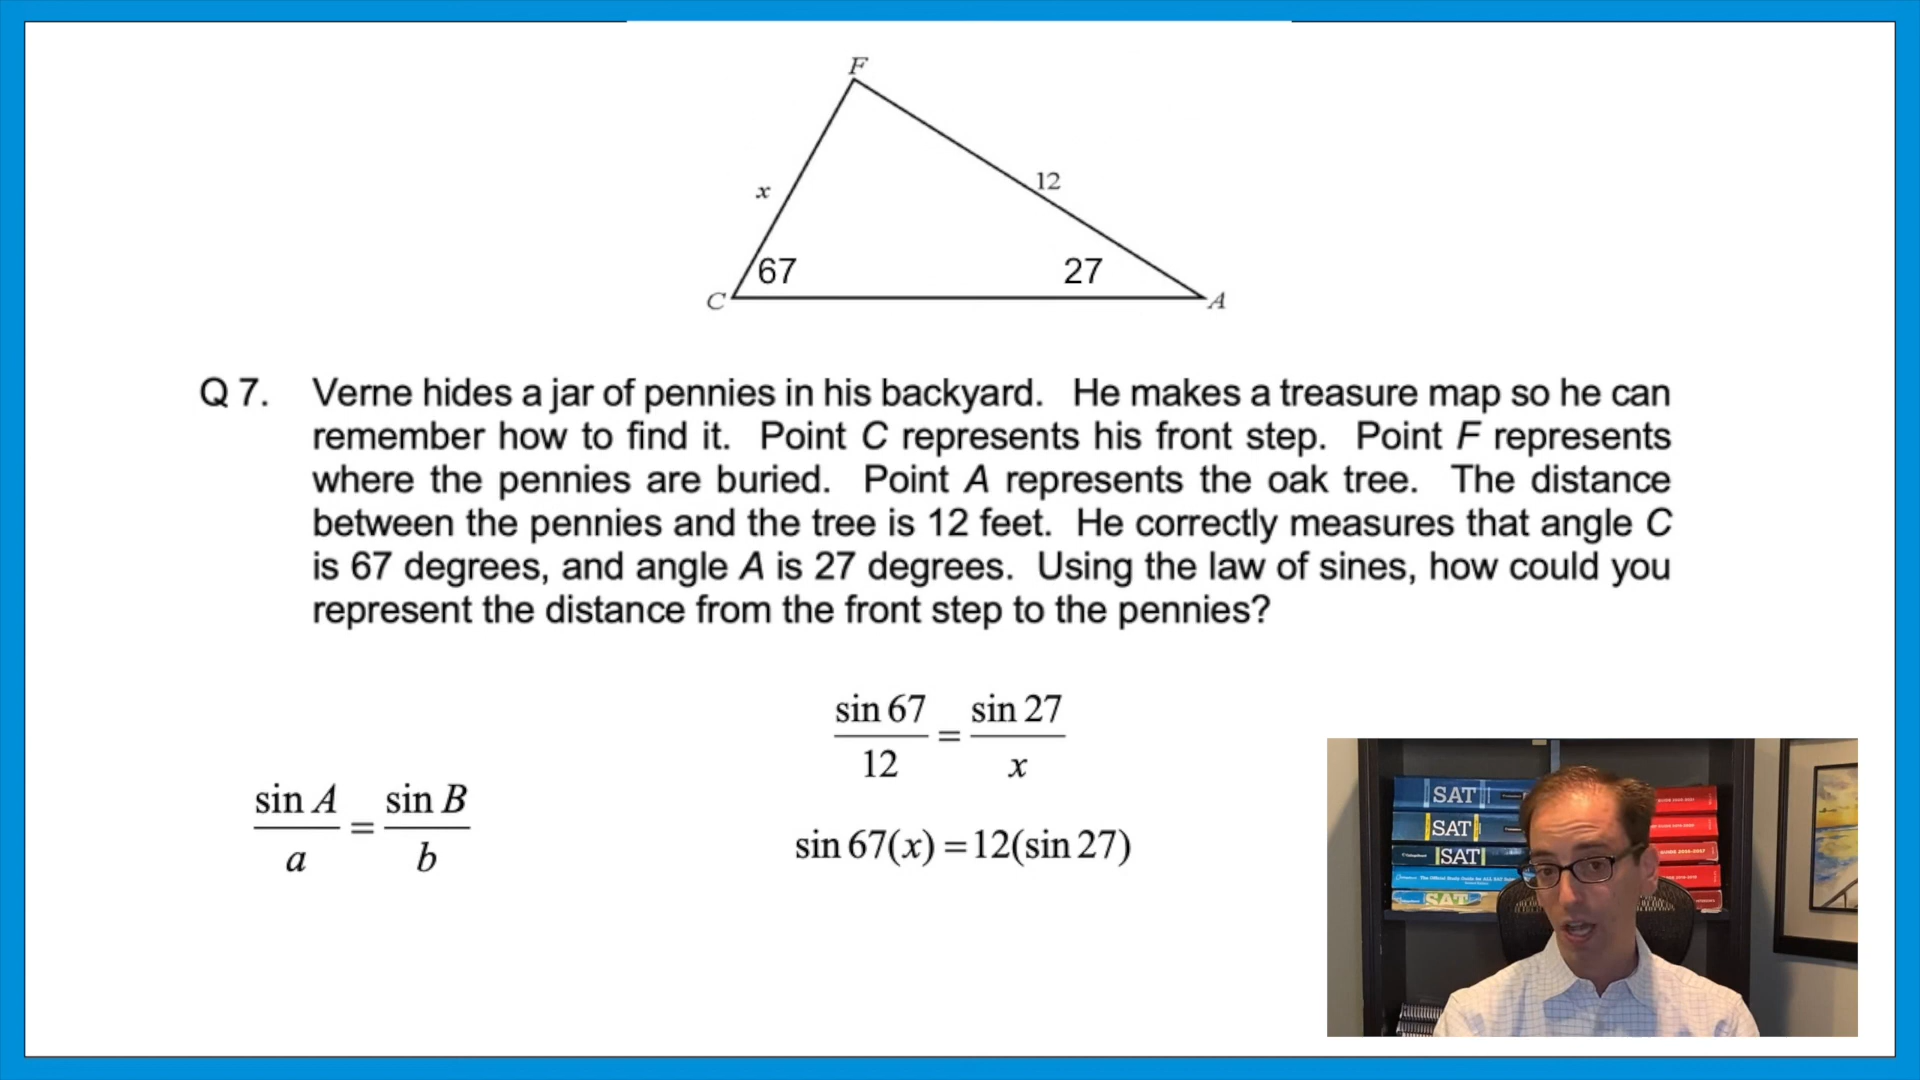 F
x
12
67
27
C
A
Q 7. Verne hides a jar of pennies in his backyard. He makes a treasure map so he can
remember how to find it. Point C represents his front step. Point F represents
where the pennies are buried. Point A represents the oak tree. The distance
between the pennies and the tree is 12 feet. He correctly measures that angle C
is 67 degrees, and angle A is 27 degrees. Using the law of sines, how could you
represent the distance from the front step to the pennies?
sin 67 / 12 = sin 27 / x
sin A / a = sin B / b
sin 67(x) = 12(sin 27)
SAT
SAT
SAT
SAT